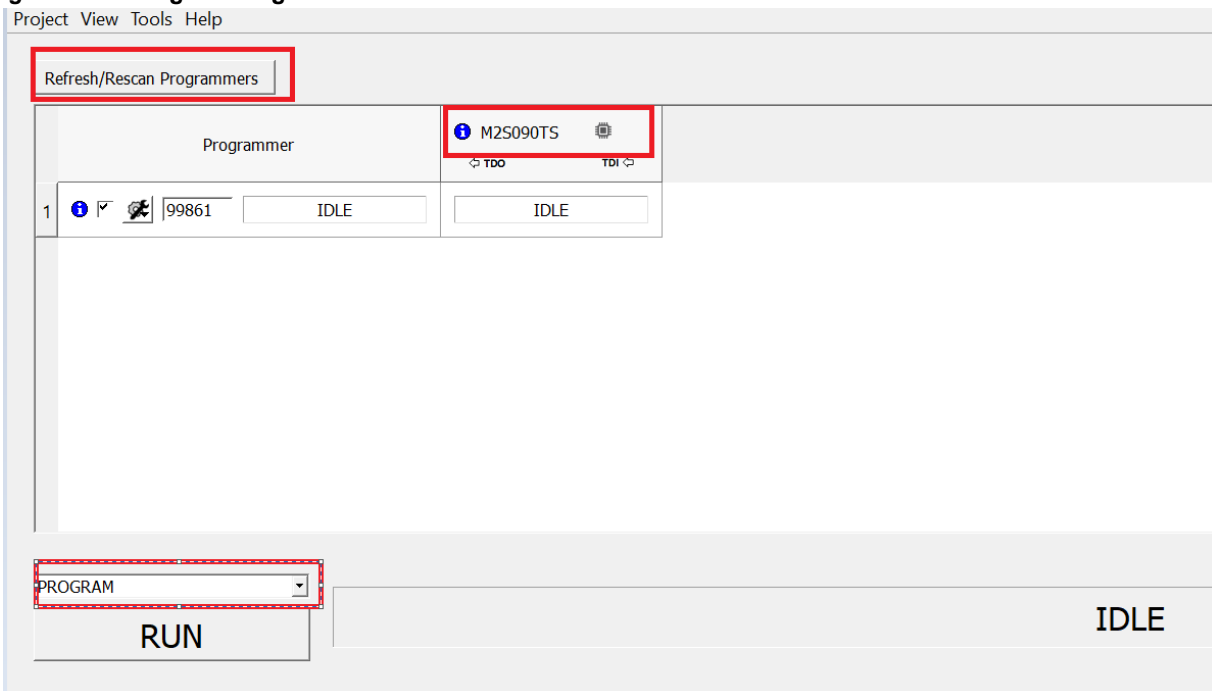 Project View Tools Help
Refresh/Rescan Programmers
Programmer
M2S090TS
TDO TDI
1 99861 IDLE IDLE
PROGRAM
IDLE
RUN